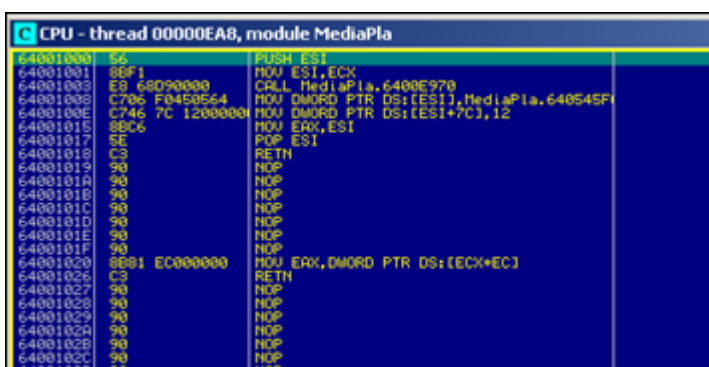 C CPU - thread 00000EA8, module MediaPla
64001000 56 PUSH ESI
64001001 8BF1 MOV ESI,ECX
64001003 E8 68D90000 CALL MediaPla.6400E970
64001008 C706 F0450564 MOV DWORD PTR DS:[ESI],MediaPla.640545F
6400100E C746 7C 1200000 MOV DWORD PTR DS:[ESI+7C],12
64001015 8BC6 MOV EAX,ESI
64001017 5E POP ESI
64001018 C3 RETN
64001019 90 NOP
6400101A 90 NOP
6400101B 90 NOP
6400101C 90 NOP
6400101D 90 NOP
6400101E 90 NOP
6400101F 90 NOP
64001020 8B81 EC000000 MOV EAX,DWORD PTR DS:[ECX+EC]
64001026 C3 RETN
64001027 90 NOP
64001028 90 NOP
64001029 90 NOP
6400102A 90 NOP
6400102B 90 NOP
6400102C 90 NOP